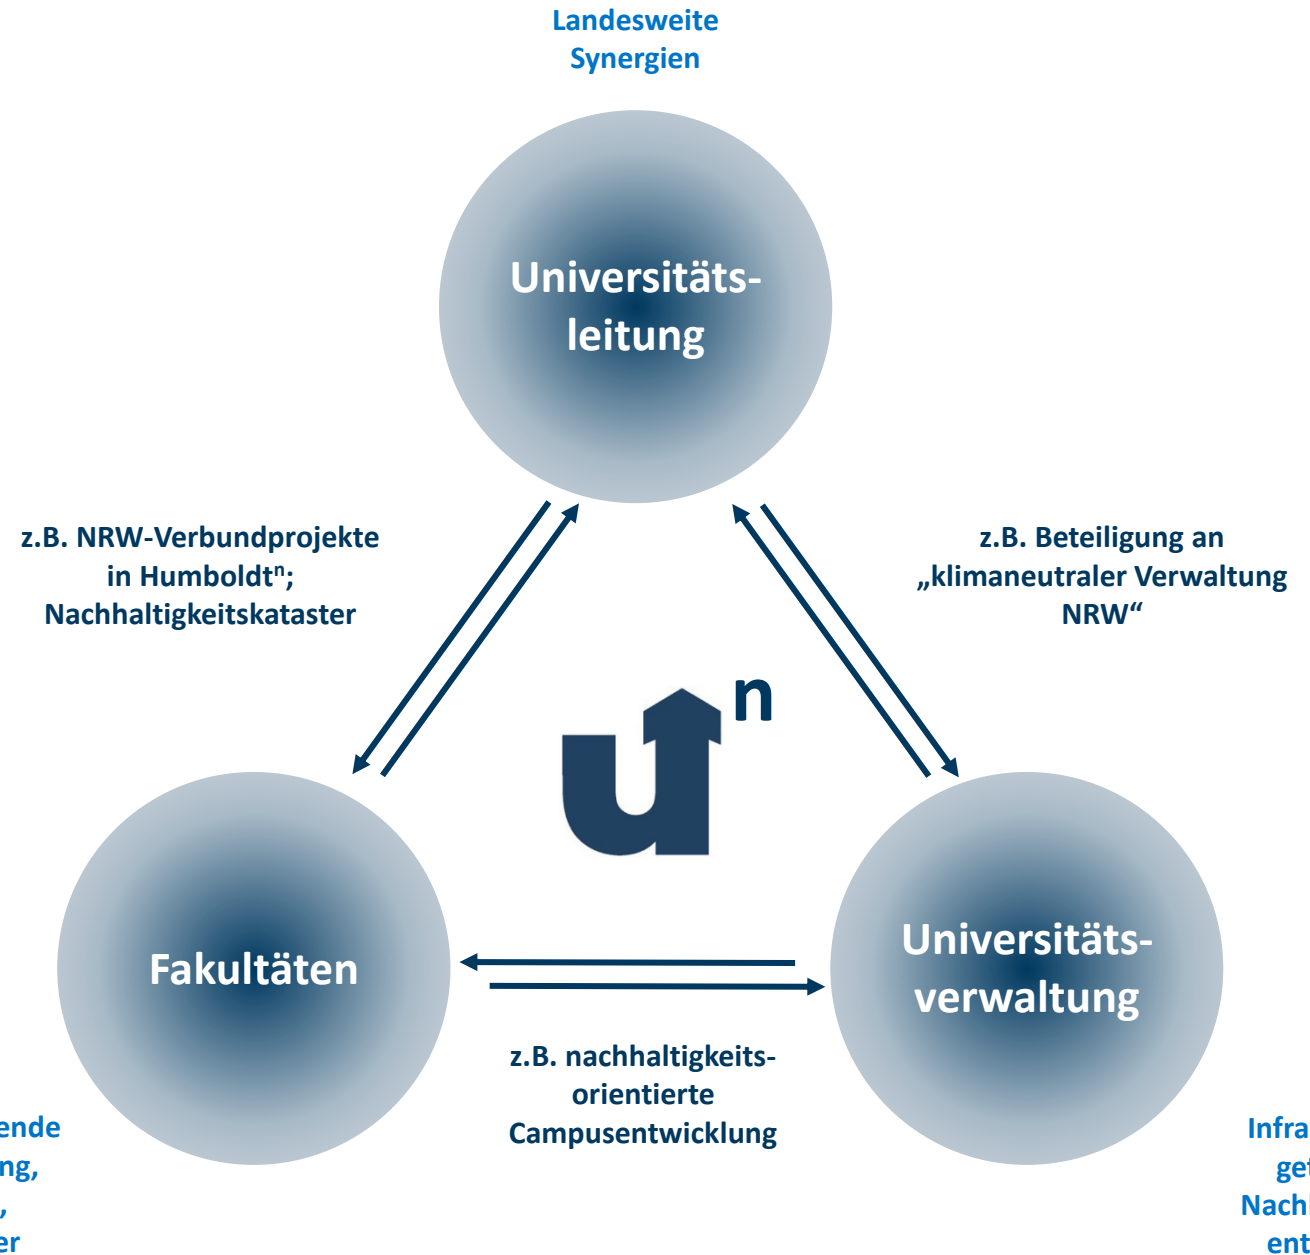 Landesweite
Synergien
Universitäts-
leitung
z.B. NRW-Verbundprojekte
in Humboldtⁿ;
Nachhaltigkeitskataster
z.B. Beteiligung an
„klimaneutraler Verwaltung
NRW“
uⁿ
Fakultäten
Universitäts-
verwaltung
z.B. nachhaltigkeits-
orientierte
Campusentwicklung